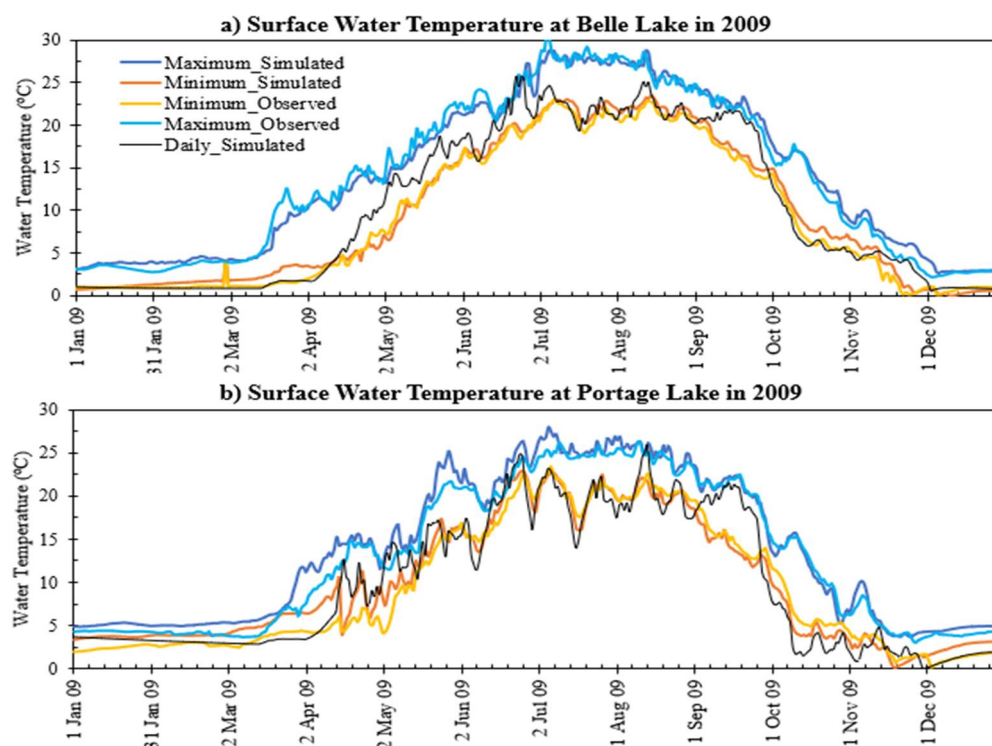 a) Surface Water Temperature at Belle Lake in 2009
30
25
20
15
10
5
0
Water Temperature (ºC)
Maximum_Simulated
Minimum_Simulated
Minimum_Observed
Maximum_Observed
Daily_Simulated
1 Jan 09
31 Jan 09
2 Mar 09
2 Apr 09
2 May 09
2 Jun 09
2 Jul 09
1 Aug 09
1 Sep 09
1 Oct 09
1 Nov 09
1 Dec 09
b) Surface Water Temperature at Portage Lake in 2009
30
25
20
15
10
5
0
Water Temperature (ºC)
1 Jan 09
31 Jan 09
2 Mar 09
2 Apr 09
2 May 09
2 Jun 09
2 Jul 09
1 Aug 09
1 Sep 09
1 Oct 09
1 Nov 09
1 Dec 09